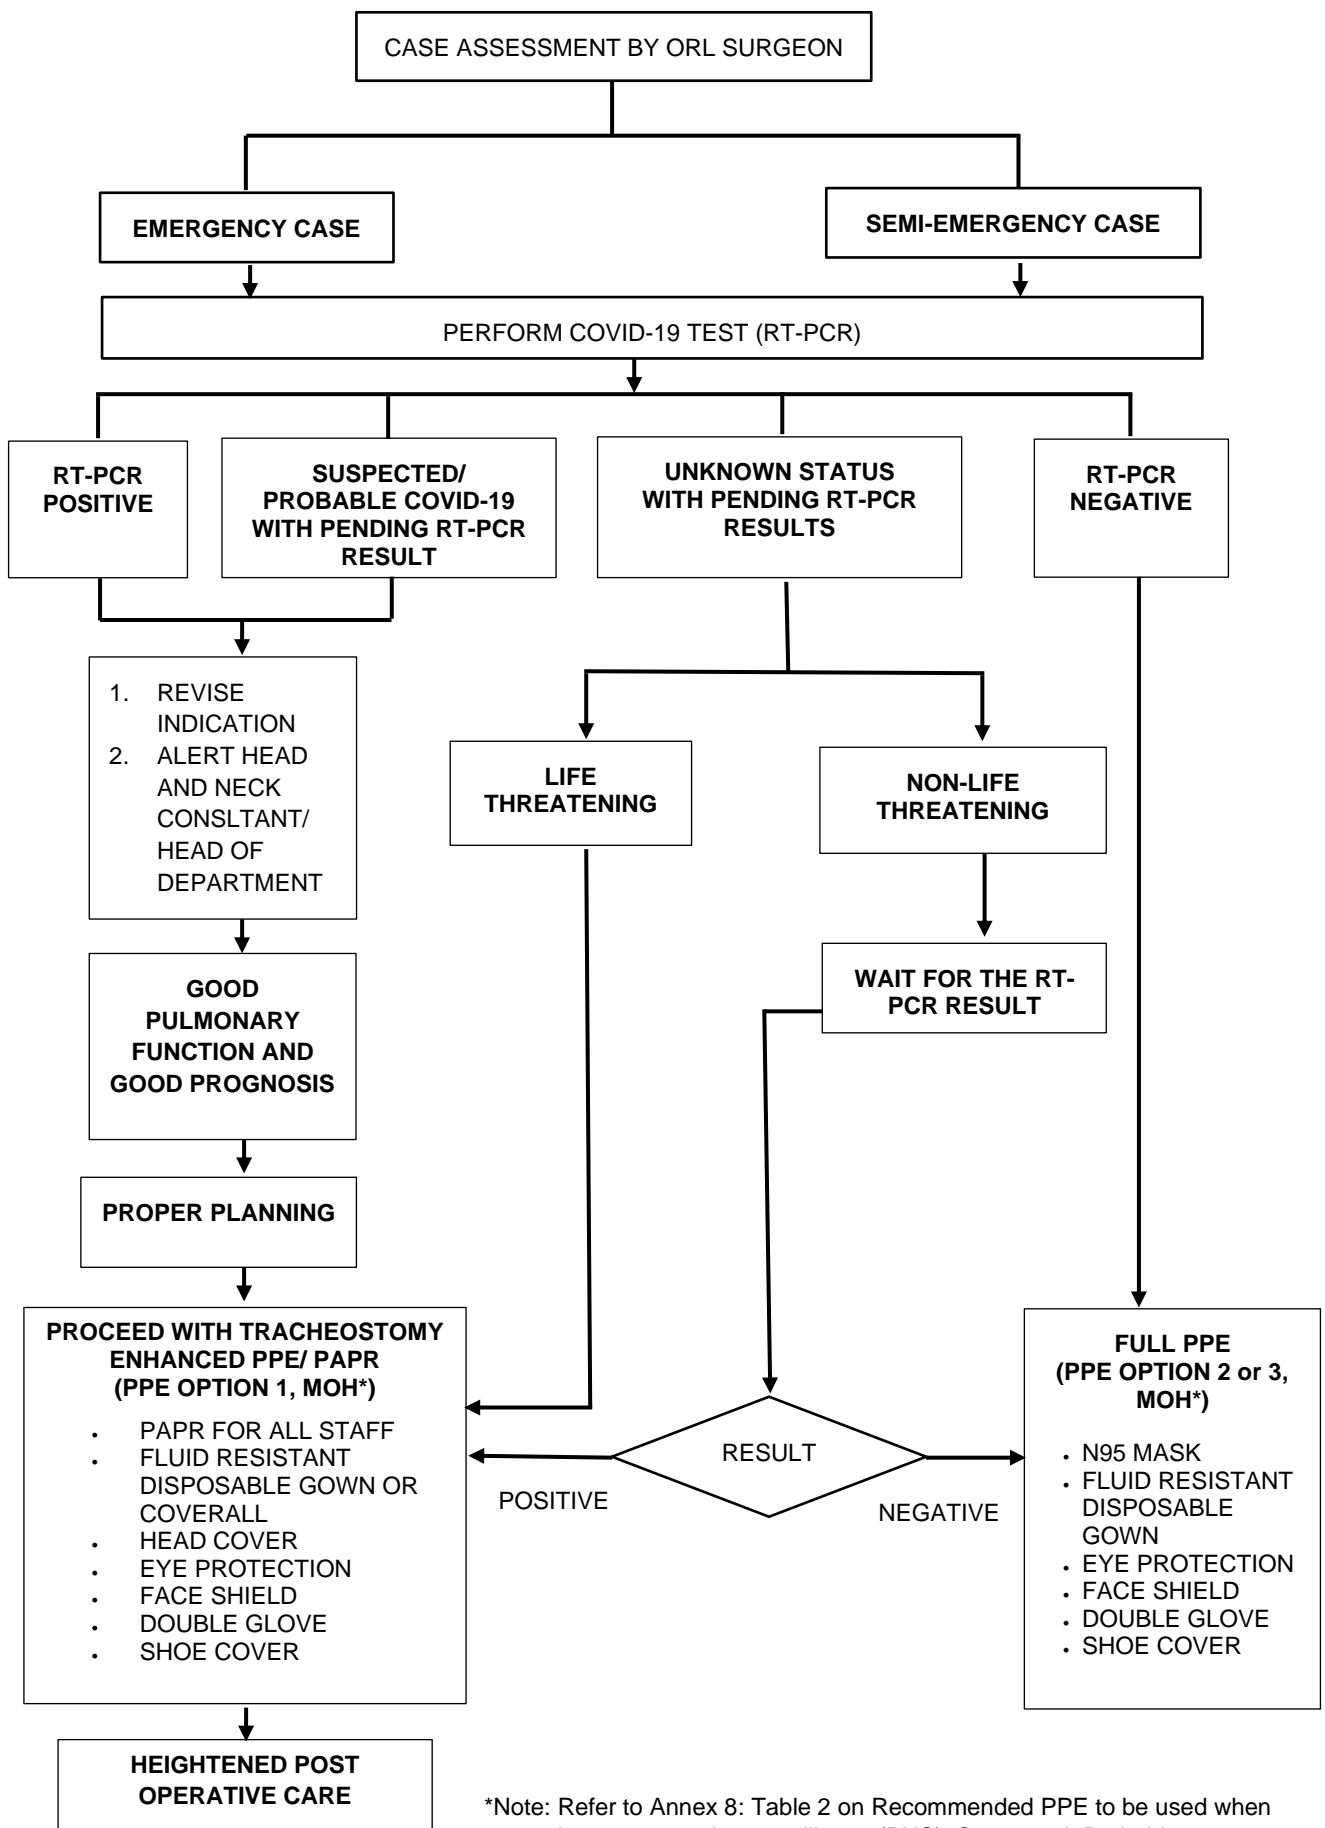 CASE ASSESSMENT BY ORL SURGEON
EMERGENCY CASE
SEMI-EMERGENCY CASE
PERFORM COVID-19 TEST (RT-PCR)
RT-PCR
POSITIVE
SUSPECTED/
PROBABLE COVID-19
WITH PENDING RT-PCR
RESULT
UNKNOWN STATUS
WITH PENDING RT-PCR
RESULTS
RT-PCR
NEGATIVE
1. REVISE
INDICATION
2. ALERT HEAD
AND NECK
CONSLTANT/
HEAD OF
DEPARTMENT
LIFE
THREATENING
NON-LIFE
THREATENING
GOOD
PULMONARY
FUNCTION AND
GOOD PROGNOSIS
WAIT FOR THE RT-
PCR RESULT
PROPER PLANNING
PROCEED WITH TRACHEOSTOMY
ENHANCED PPE/ PAPR
(PPE OPTION 1, MOH*)
• PAPR FOR ALL STAFF
• FLUID RESISTANT
DISPOSABLE GOWN OR
COVERALL
• HEAD COVER
• EYE PROTECTION
• FACE SHIELD
• DOUBLE GLOVE
• SHOE COVER
RESULT
POSITIVE
NEGATIVE
FULL PPE
(PPE OPTION 2 or 3,
MOH*)
• N95 MASK
• FLUID RESISTANT
DISPOSABLE
GOWN
• EYE PROTECTION
• FACE SHIELD
• DOUBLE GLOVE
• SHOE COVER
HEIGHTENED POST
OPERATIVE CARE
*Note: Refer to Annex 8: Table 2 on Recommended PPE to be used when